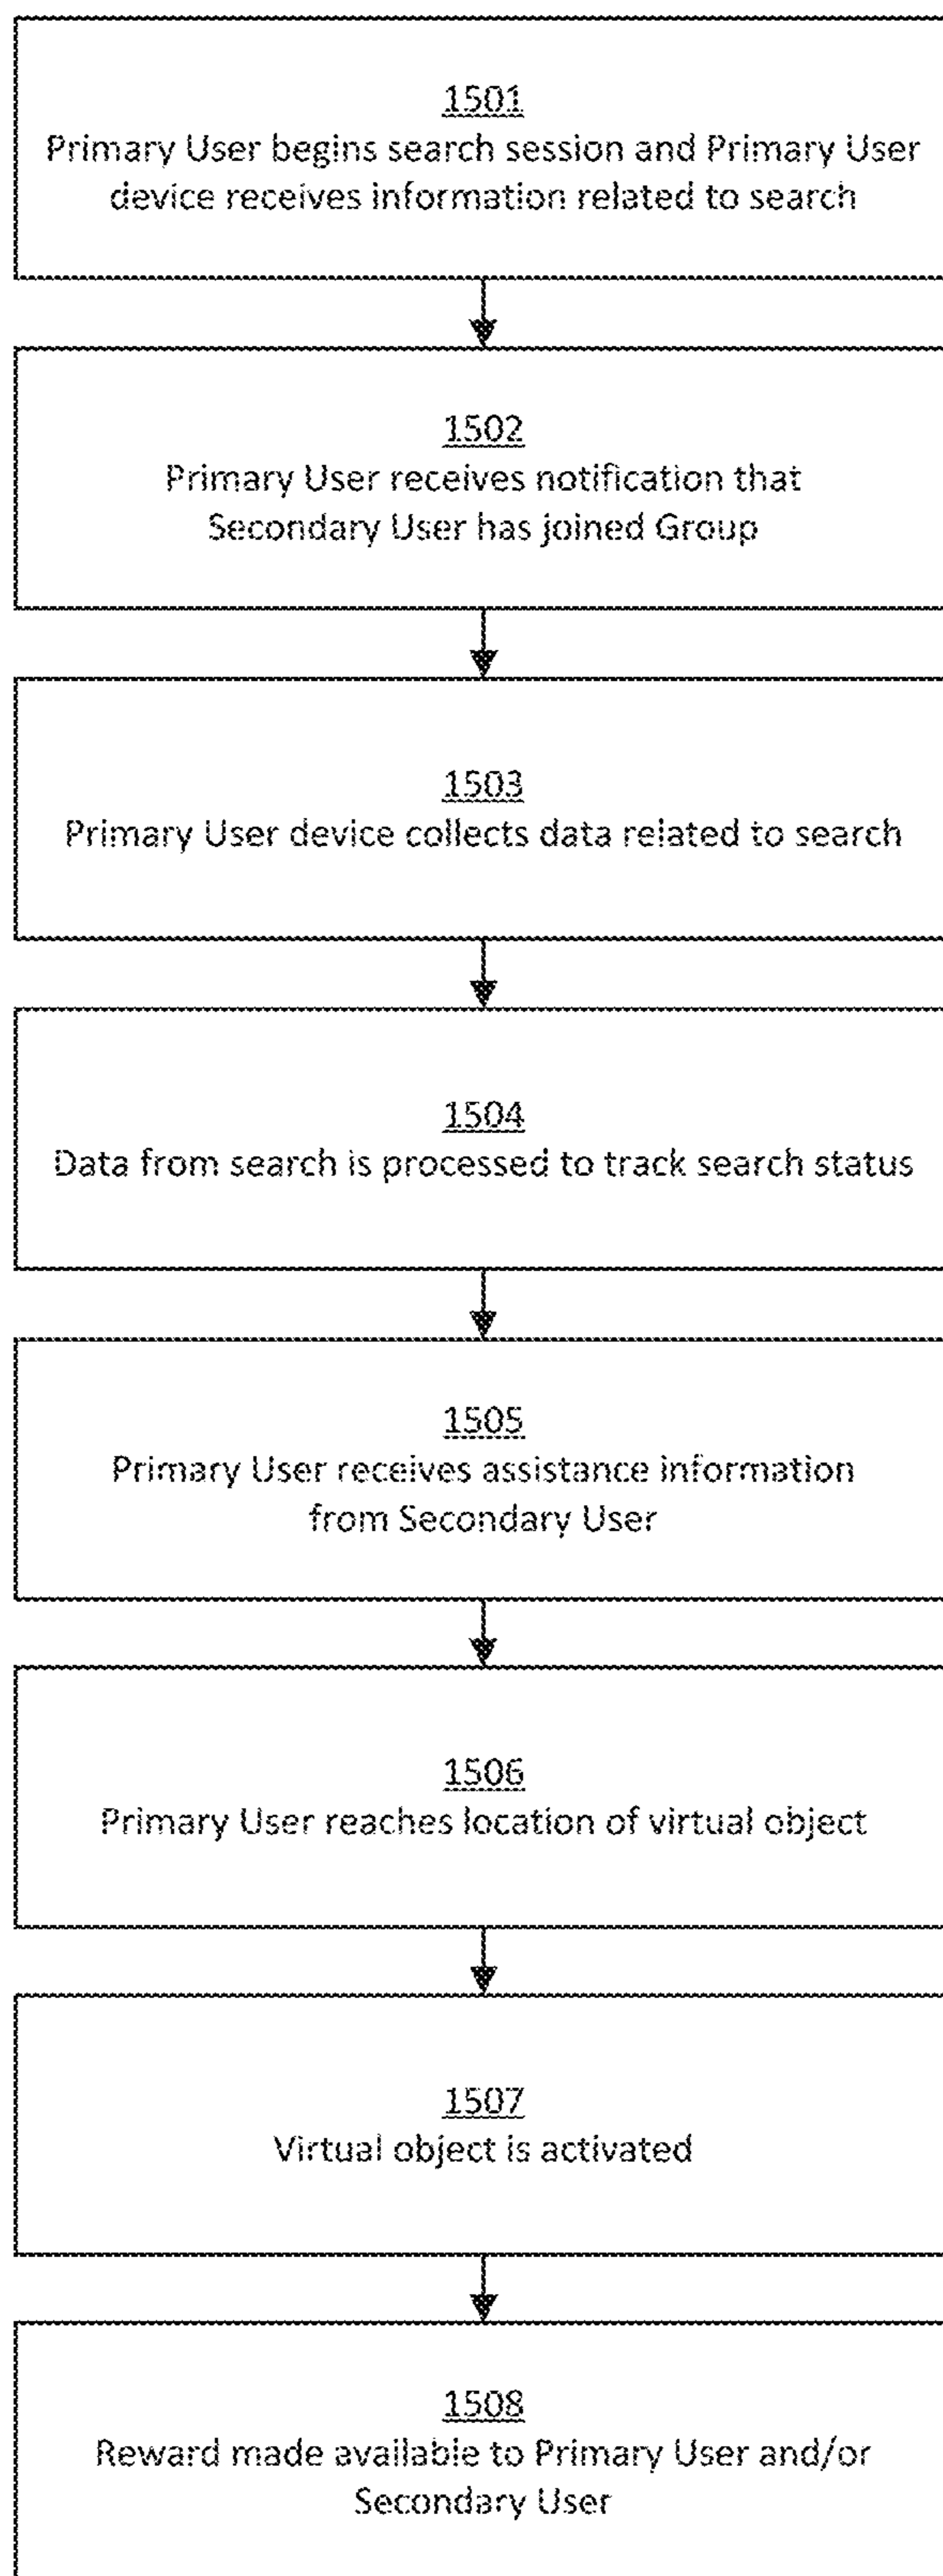 1501
Primary User begins search session and Primary User
device receives information related to search
1502
Primary User receives notification that
Secondary User has joined Group
1503
Primary User device collects data related to search
1504
Data from search is processed to track search status
1505
Primary User receives assistance information
from Secondary User
1506
Primary User reaches location of virtual object
1507
Virtual object is activated
1508
Reward made available to Primary User and/or
Secondary User